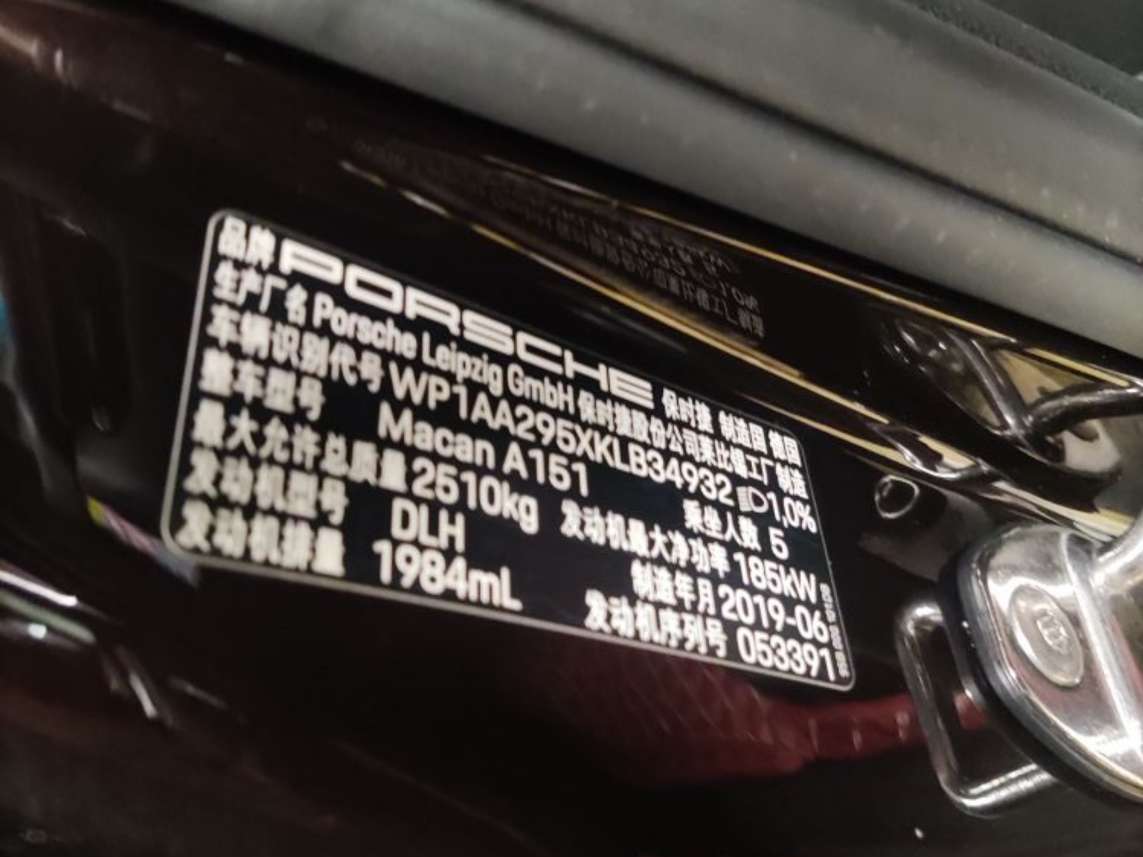 品牌 PORSCHE 保时捷 制造国 德国
生产厂名 Porsche Leipzig GmbH 保时捷股份公司莱比锡工厂制造
车辆识别代号 WP1AA295XKLB34932 1,0%
整车型号 Macan A151 乘坐人数 5
最大允许总质量 2510kg 发动机最大净功率 185kW
发动机型号 DLH 制造年月 2019-06
发动机排量 1984mL 发动机序列号 053391